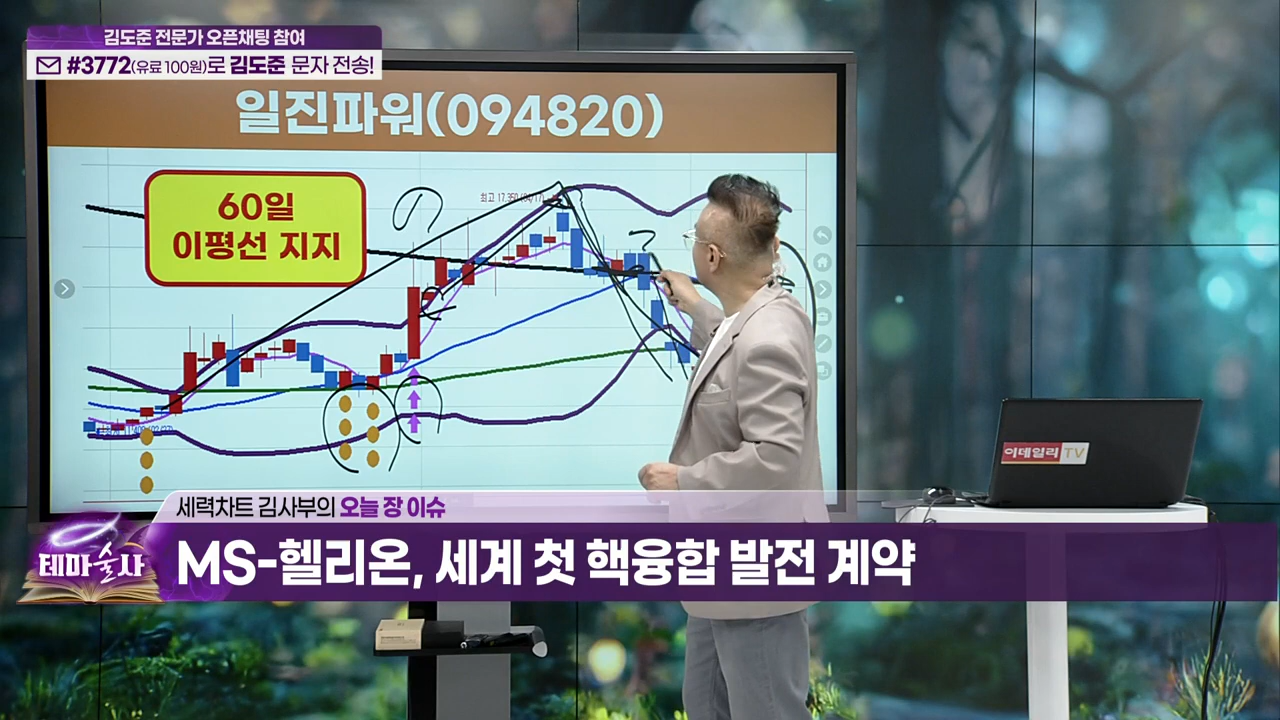 김도준 전문가 오픈채팅 참여
#3772(유료 100원)로 김도준 문자 전송!
일진파워(094820)
60일
이평선 지지
최고 17,350
세력차트 김사부의 오늘 장 이슈
테마술사
MS-헬리온, 세계 첫 핵융합 발전 계약
이데일리TV